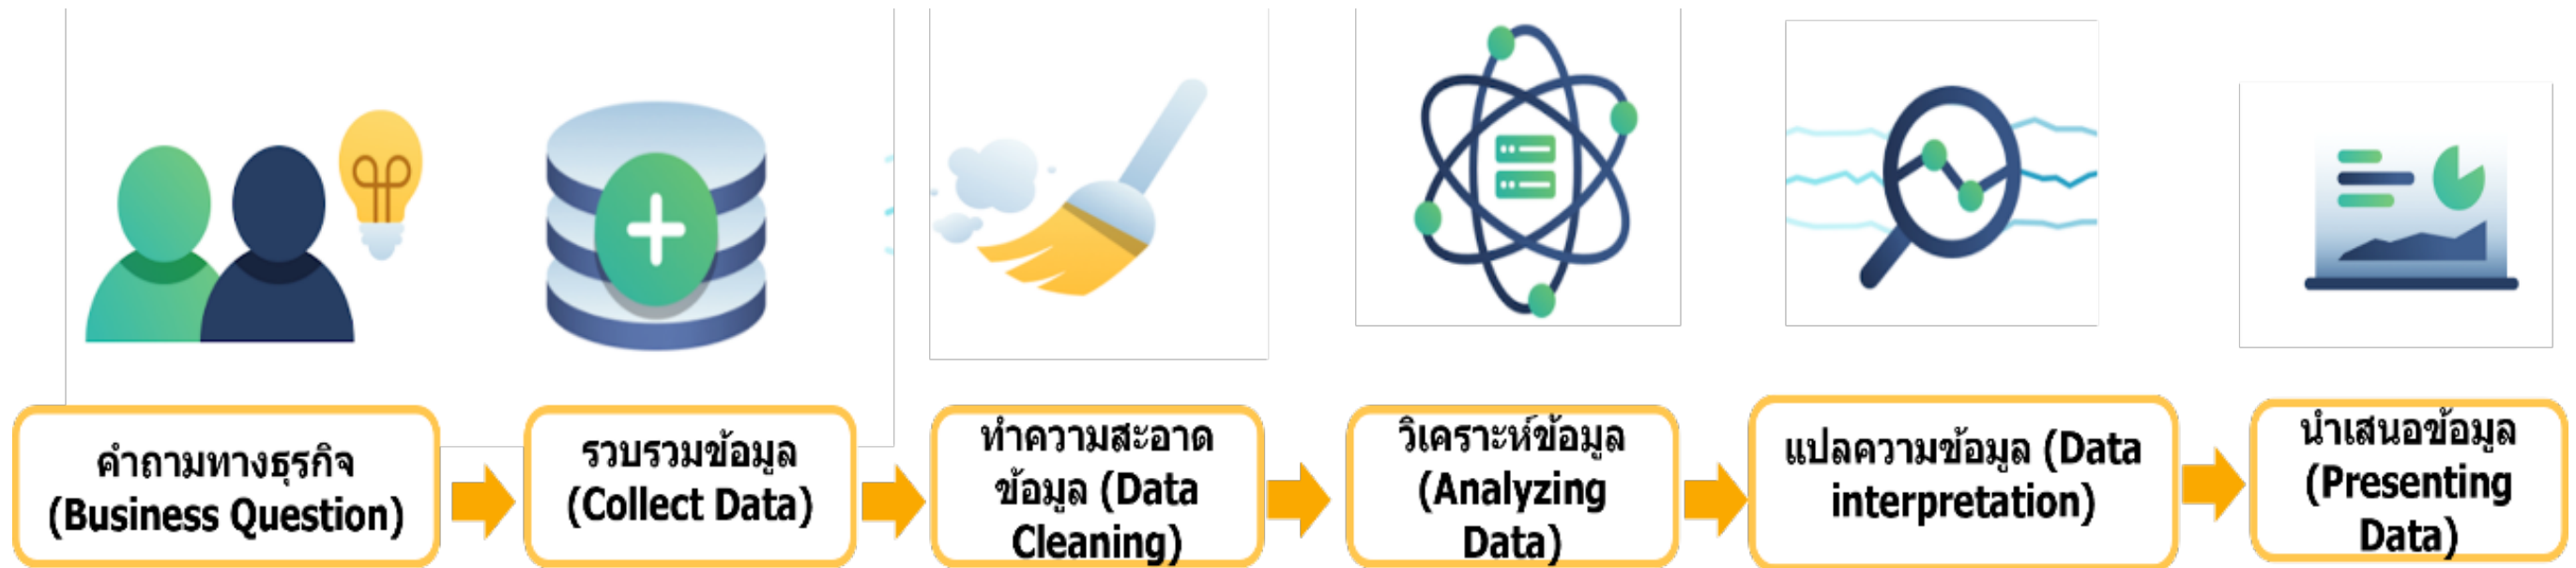 คำถามทางธุรกิจ
(Business Question)
รวบรวมข้อมูล
(Collect Data)
ทำความสะอาด
ข้อมูล (Data
Cleaning)
วิเคราะห์ข้อมูล
(Analyzing
Data)
แปลความข้อมูล (Data
interpretation)
นำเสนอข้อมูล
(Presenting
Data)